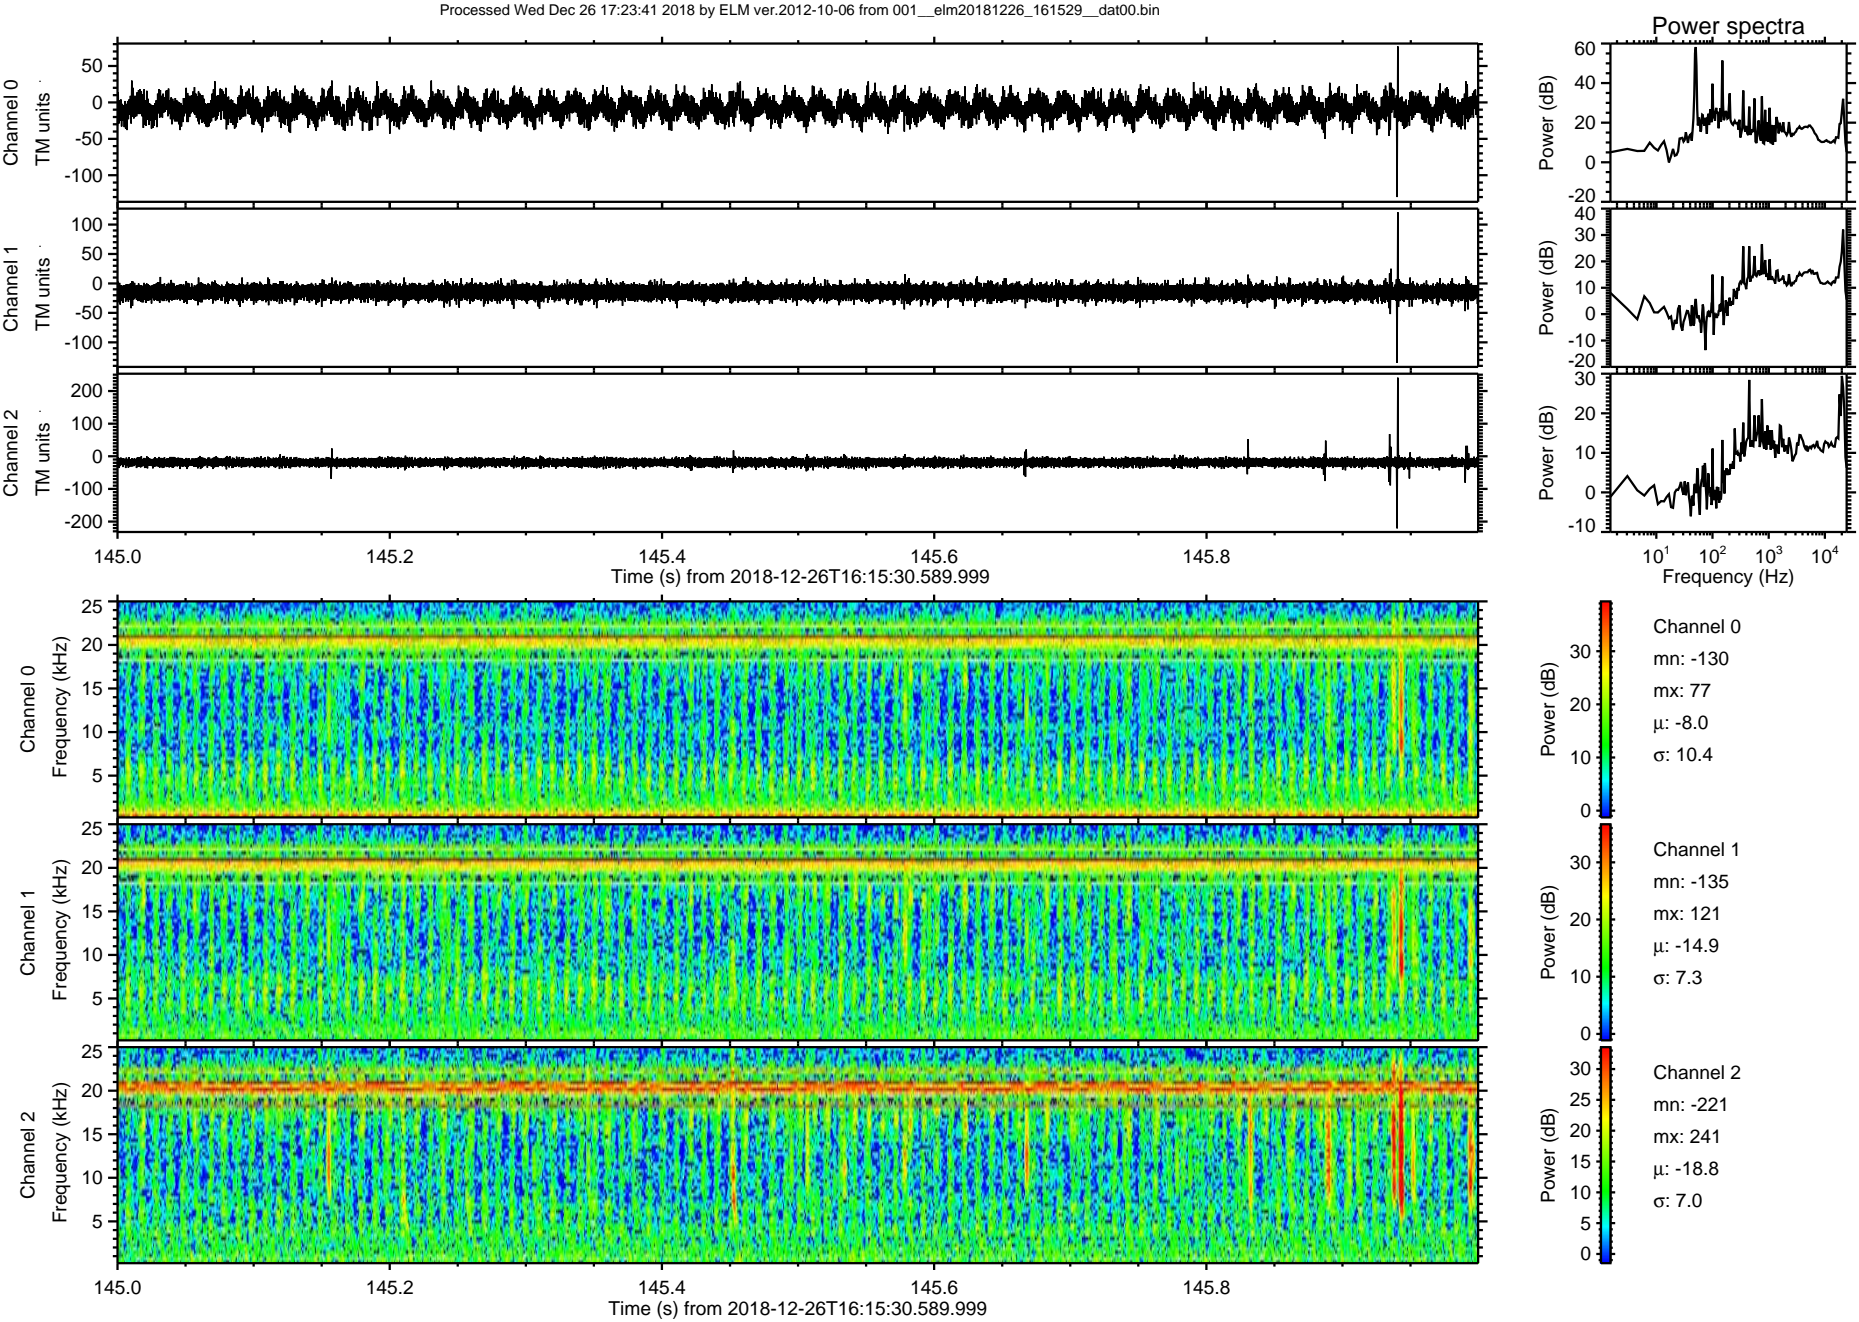 Processed Wed Dec 26 17:23:41 2018 by ELM ver.2012-10-06 from 001__elm20181226_161529__dat00.bin
Power spectra
Channel 0
TM units
50
0
-50
-100
Power (dB)
60
40
20
0
-20
Channel 1
TM units
100
50
0
-50
-100
Power (dB)
40
30
20
10
0
-10
-20
Channel 2
TM units
200
100
0
-100
-200
Power (dB)
30
20
10
0
-10
145.0 145.2 145.4 145.6 145.8
Time (s) from 2018-12-26T16:15:30.589.999
10^1 10^2 10^3 10^4
Frequency (Hz)
Channel 0
Frequency (kHz)
25
20
15
10
5
Power (dB)
30
20
10
0
Channel 0
mn: -130
mx: 77
μ: -8.0
σ: 10.4
Channel 1
Frequency (kHz)
25
20
15
10
5
Power (dB)
30
20
10
0
Channel 1
mn: -135
mx: 121
μ: -14.9
σ: 7.3
Channel 2
Frequency (kHz)
25
20
15
10
5
Power (dB)
30
25
20
15
10
5
0
Channel 2
mn: -221
mx: 241
μ: -18.8
σ: 7.0
145.0 145.2 145.4 145.6 145.8
Time (s) from 2018-12-26T16:15:30.589.999